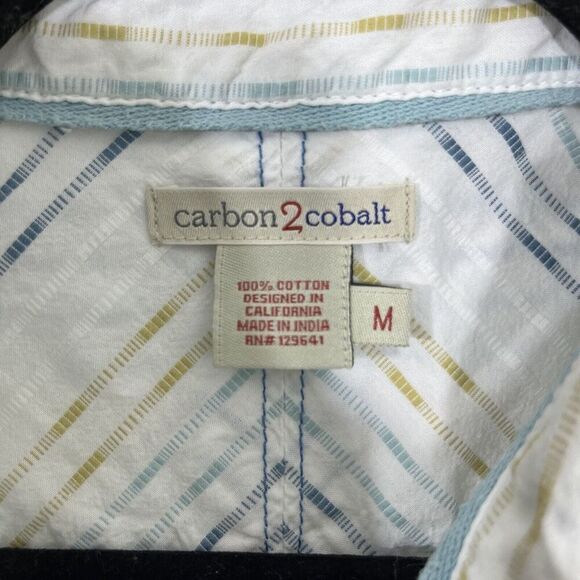 carbon2cobalt
100% COTTON
DESIGNED IN
CALIFORNIA
MADE IN INDIA
RN# 129641
M